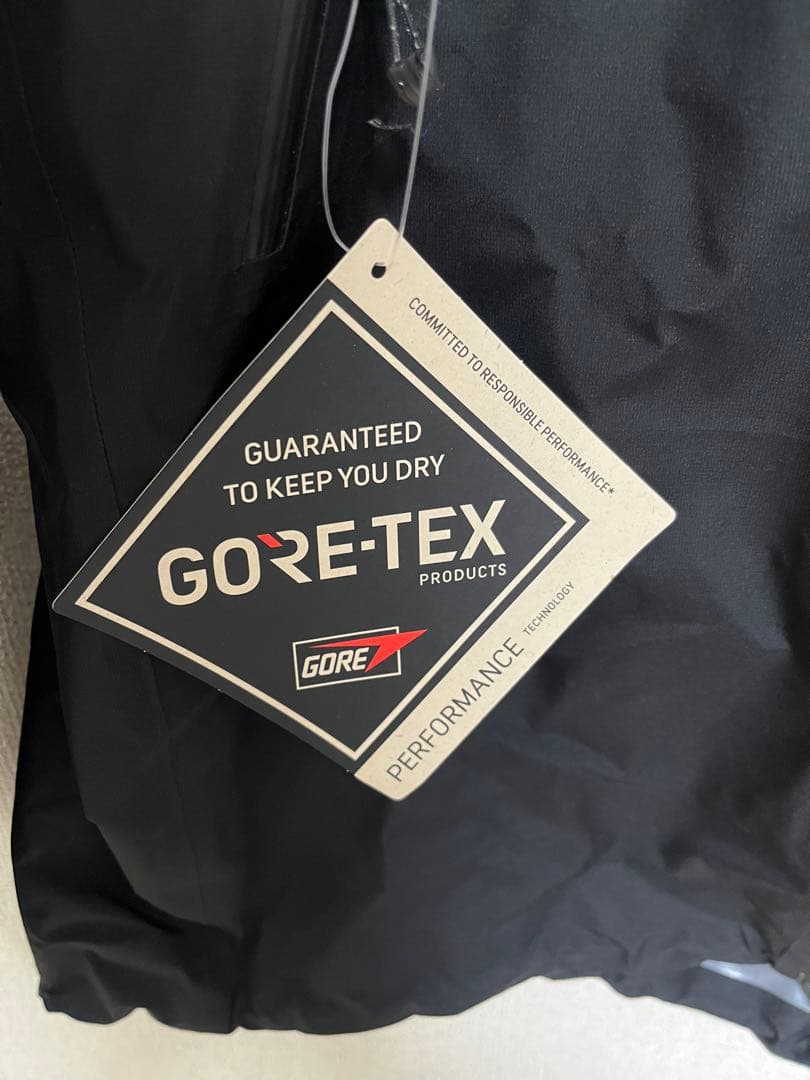 COMMITTED TO RESPONSIBLE PERFORMANCE*
GUARANTEED
TO KEEP YOU DRY
GORE-TEX
PRODUCTS
GORE
PERFORMANCE TECHNOLOGY